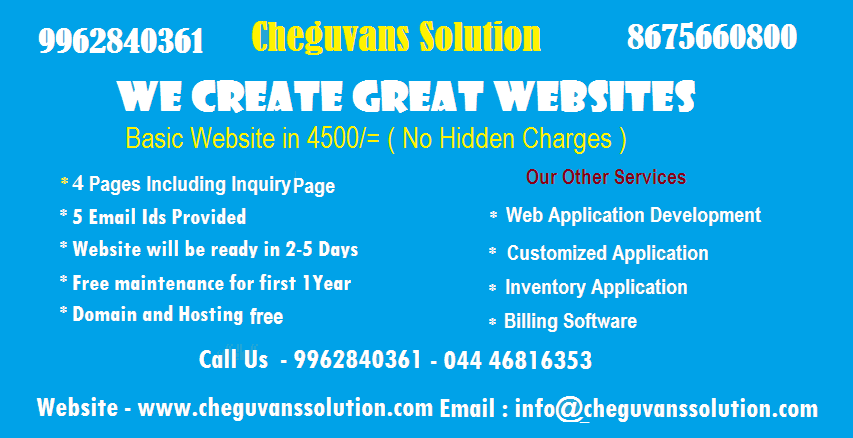 9962840361 Cheguvans Solution 8675660800
WE CREATE GREAT WEBSITES
Basic Website in 4500/= ( No Hidden Charges )
* 4 Pages Including Inquiry Page
* 5 Email Ids Provided
* Website will be ready in 2-5 Days
* Free maintenance for first 1Year
* Domain and Hosting free
Our Other Services
* Web Application Development
* Customized Application
* Inventory Application
* Billing Software
Call Us - 9962840361 - 044 46816353
Website - www.cheguvanssolution.com Email : info@cheguvanssolution.com